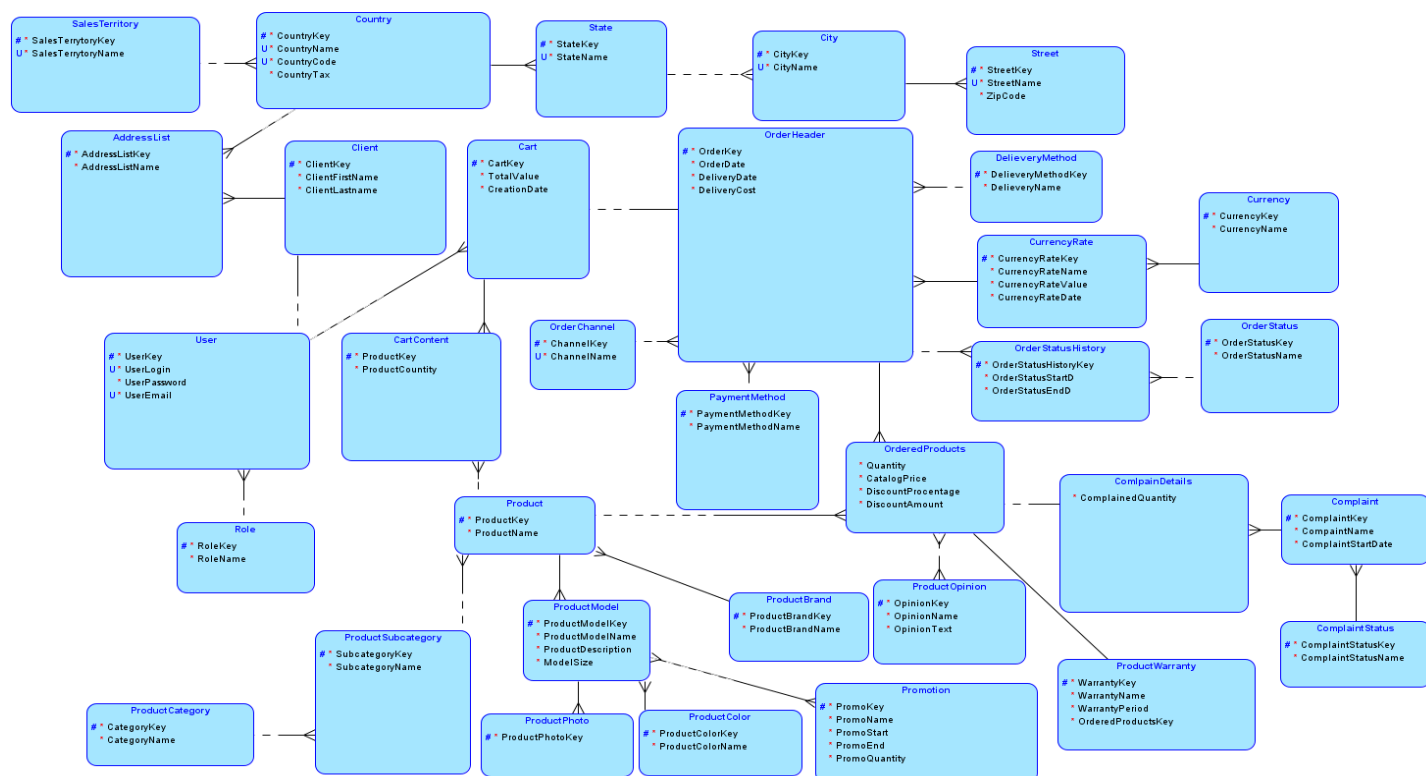 SalesTerritory
# * SalesTerrytoryKey
U * SalesTerrytoryName
Country
# * CountryKey
U * CountryName
U * CountryCode
* CountryTax
State
# * StateKey
U * StateName
City
# * CityKey
U * CityName
Street
# * StreetKey
U * StreetName
* ZipCode
AddressList
# * AddressListKey
* AddressListName
Client
# * ClientKey
* ClientFirstName
* ClientLastname
Cart
# * CartKey
* TotalValue
* CreationDate
OrderHeader
# * OrderKey
* OrderDate
* DeliveryDate
* DeliveryCost
DelieveryMethod
# * DelieveryMethodKey
* DelieveryName
Currency
# * CurrencyKey
* CurrencyName
CurrencyRate
# * CurrencyRateKey
* CurrencyRateName
* CurrencyRateValue
* CurrencyRateDate
User
# * UserKey
U * UserLogin
* UserPassword
U * UserEmail
CartContent
# * ProductKey
* ProductCountity
OrderChannel
# * ChannelKey
U * ChannelName
OrderStatusHistory
# * OrderStatusHistoryKey
* OrderStatusStartD
* OrderStatusEndD
OrderStatus
# * OrderStatusKey
* OrderStatusName
PaymentMethod
# * PaymentMethodKey
* PaymentMethodName
OrderedProducts
* Quantity
* CatalogPrice
* DiscountProcentage
* DiscountAmount
ComlpainDetails
* ComplainedQuantity
Complaint
# * ComplaintKey
* CompaintName
* ComplaintStartDate
Role
# * RoleKey
* RoleName
Product
# * ProductKey
* ProductName
ProductModel
# * ProductModelKey
* ProductModelName
* ProductDescription
* ModelSize
ProductBrand
# * ProductBrandKey
* ProductBrandName
ProductOpinion
# * OpinionKey
* OpinionName
* OpinionText
ComplaintStatus
# * ComplaintStatusKey
* ComplaintStatusName
ProductSubcategory
# * SubcategoryKey
* SubcategoryName
ProductWarranty
# * WarrantyKey
* WarrantyName
* WarrantyPeriod
* OrderedProductsKey
ProductCategory
# * CategoryKey
* CategoryName
ProductPhoto
# * ProductPhotoKey
ProductColor
# * ProductColorKey
* ProductColorName
Promotion
# * PromoKey
* PromoName
* PromoStart
* PromoEnd
* PromoQuantity